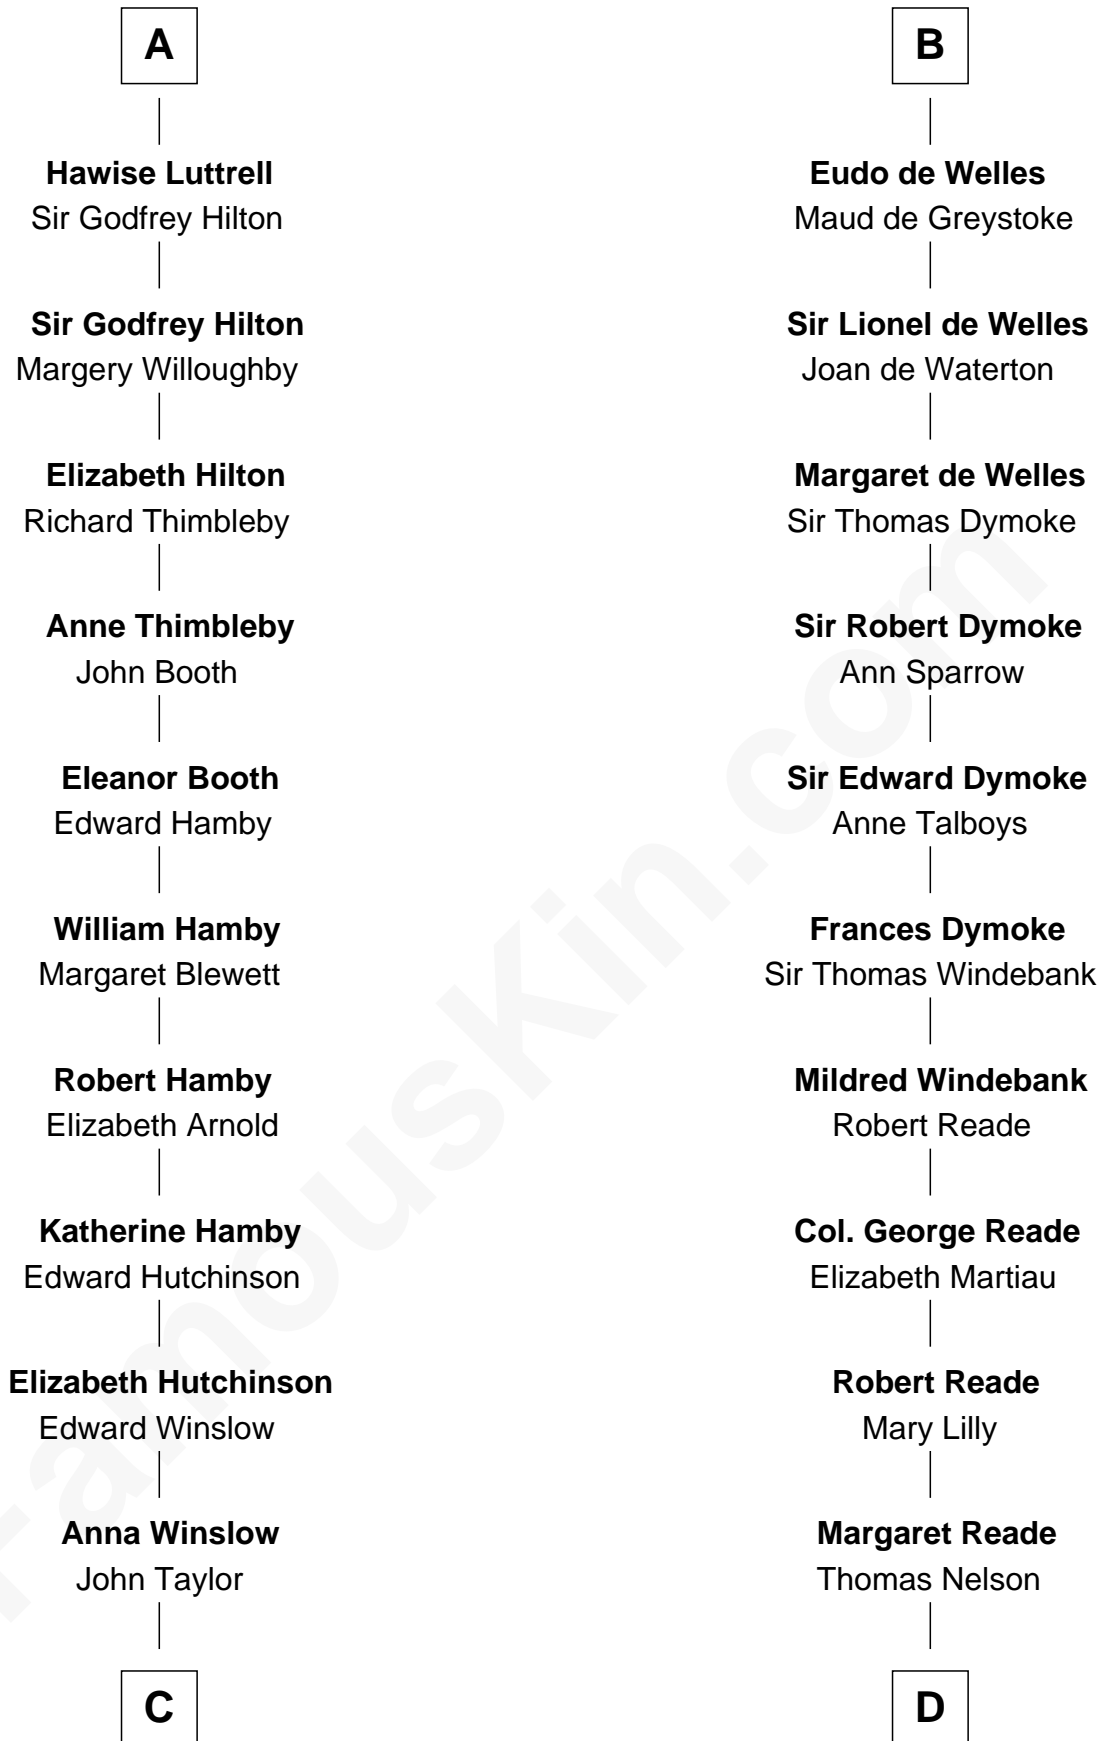 A
Hawise Luttrell
Sir Godfrey Hilton
Sir Godfrey Hilton
Margery Willoughby
Elizabeth Hilton
Richard Thimbleby
Anne Thimbleby
John Booth
Eleanor Booth
Edward Hamby
William Hamby
Margaret Blewett
Robert Hamby
Elizabeth Arnold
Katherine Hamby
Edward Hutchinson
Elizabeth Hutchinson
Edward Winslow
Anna Winslow
John Taylor
C
B
Eudo de Welles
Maud de Greystoke
Sir Lionel de Welles
Joan de Waterton
Margaret de Welles
Sir Thomas Dymoke
Sir Robert Dymoke
Ann Sparrow
Sir Edward Dymoke
Anne Talboys
Frances Dymoke
Sir Thomas Windebank
Mildred Windebank
Robert Reade
Col. George Reade
Elizabeth Martiau
Robert Reade
Mary Lilly
Margaret Reade
Thomas Nelson
D
FamousKin.com